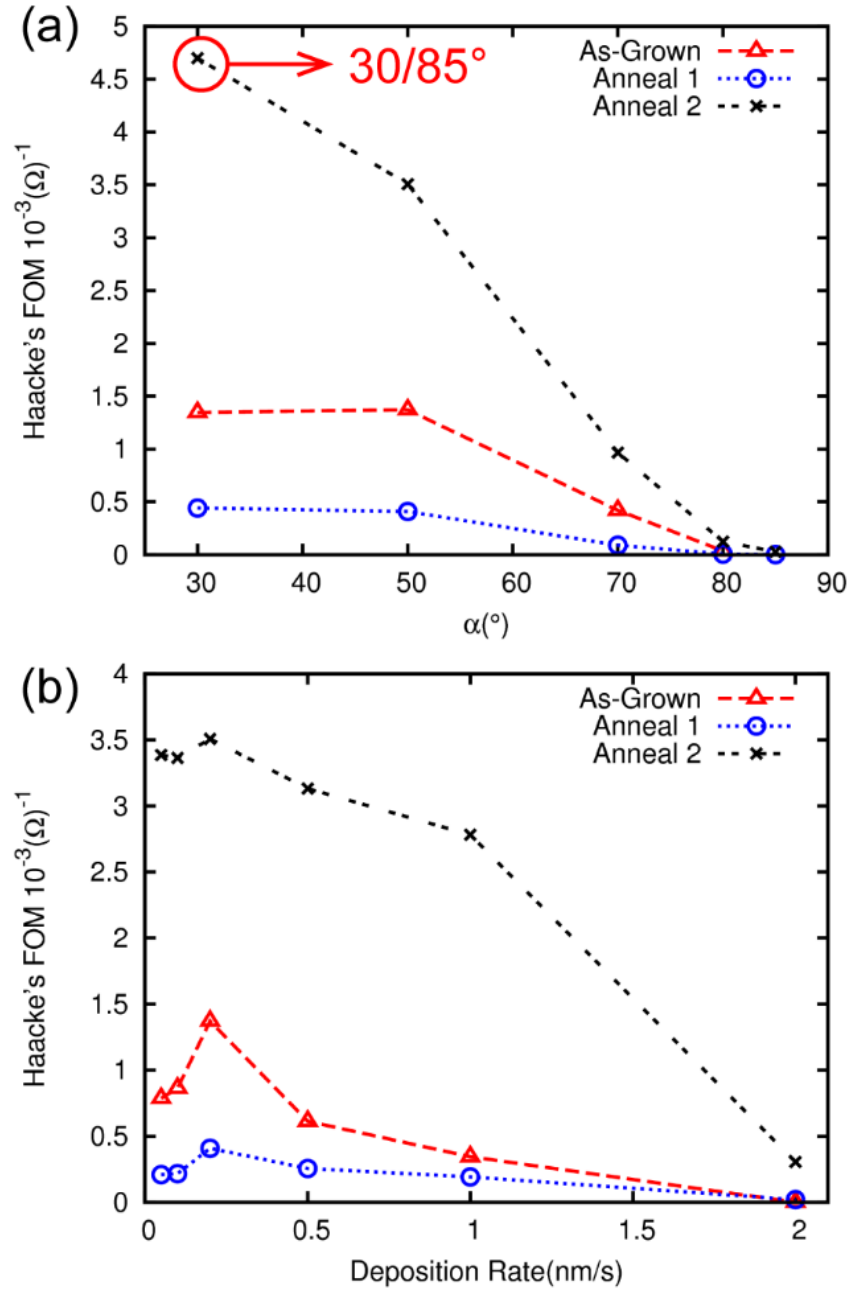 (a)
5
4.5
4
3.5
3
2.5
2
1.5
1
0.5
0
30/85°
As-Grown
Anneal 1
Anneal 2
Haacke's FOM 10⁻³(Ω)⁻¹
30 40 50 60 70 80 90
α(°)
(b)
4
3.5
3
2.5
2
1.5
1
0.5
0
As-Grown
Anneal 1
Anneal 2
Haacke's FOM 10⁻³(Ω)⁻¹
0 0.5 1 1.5 2
Deposition Rate(nm/s)